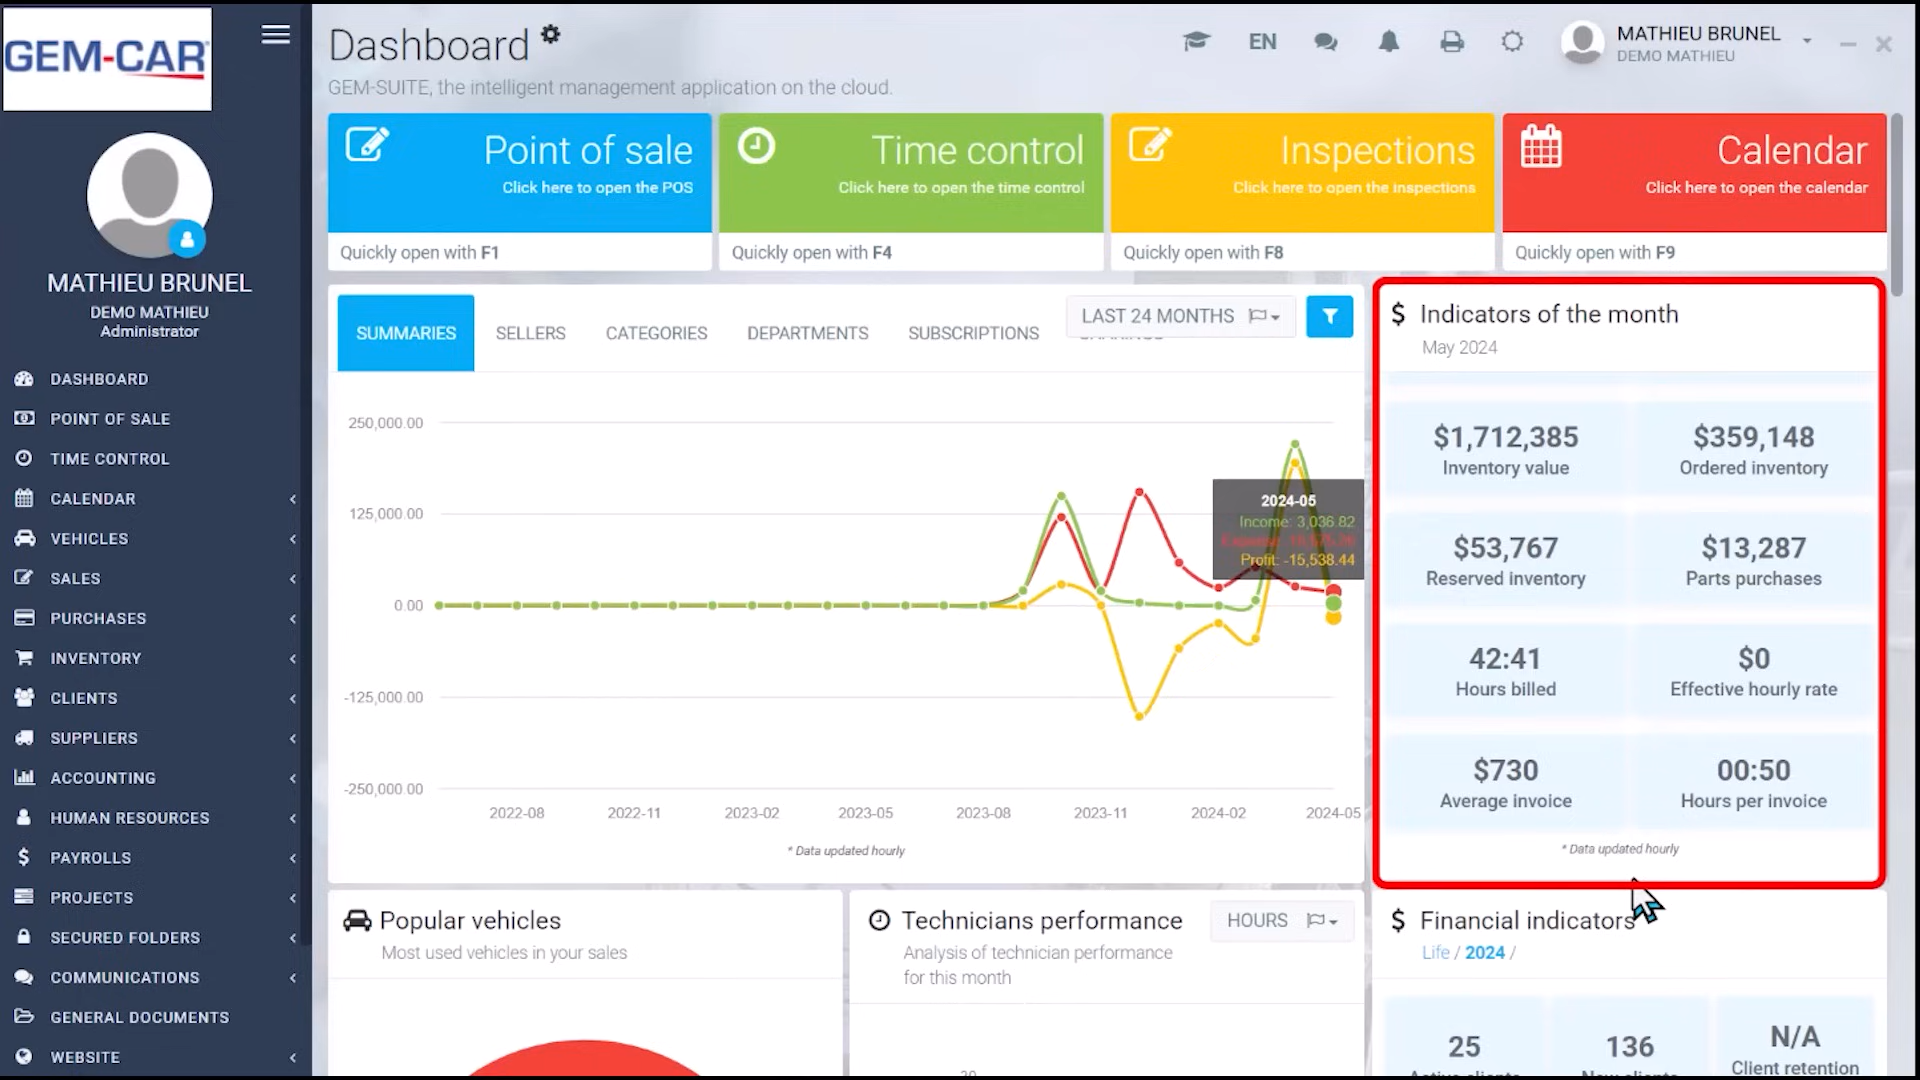 GEM-CAR
MATHIEU BRUNEL
DEMO MATHIEU
Administrator
DASHBOARD
POINT OF SALE
TIME CONTROL
CALENDAR
VEHICLES
SALES
PURCHASES
INVENTORY
CLIENTS
SUPPLIERS
ACCOUNTING
HUMAN RESOURCES
PAYROLLS
PROJECTS
SECURED FOLDERS
COMMUNICATIONS
GENERAL DOCUMENTS
WEBSITE
Dashboard
GEM-SUITE, the intelligent management application on the cloud.
EN
MATHIEU BRUNEL
DEMO MATHIEU
Point of sale
Click here to open the POS
Quickly open with F1
Time control
Click here to open the time control
Quickly open with F4
Inspections
Click here to open the inspections
Quickly open with F8
Calendar
Click here to open the calendar
Quickly open with F9
SUMMARIES SELLERS CATEGORIES DEPARTMENTS SUBSCRIPTIONS
LAST 24 MONTHS
250,000.00
125,000.00
0.00
-125,000.00
-250,000.00
2024-05
Income: 3,036.82
Profit: -15,538.44
2022-08 2022-11 2023-02 2023-05 2023-08 2023-11 2024-02 2024-05
* Data updated hourly
$ Indicators of the month
May 2024
$1,712,385
Inventory value
$359,148
Ordered inventory
$53,767
Reserved inventory
$13,287
Parts purchases
42:41
Hours billed
$0
Effective hourly rate
$730
Average invoice
00:50
Hours per invoice
* Data updated hourly
Popular vehicles
Most used vehicles in your sales
Technicians performance
Analysis of technician performance
for this month
HOURS
$ Financial indicators
Life / 2024 /
25
136
N/A
Client retention